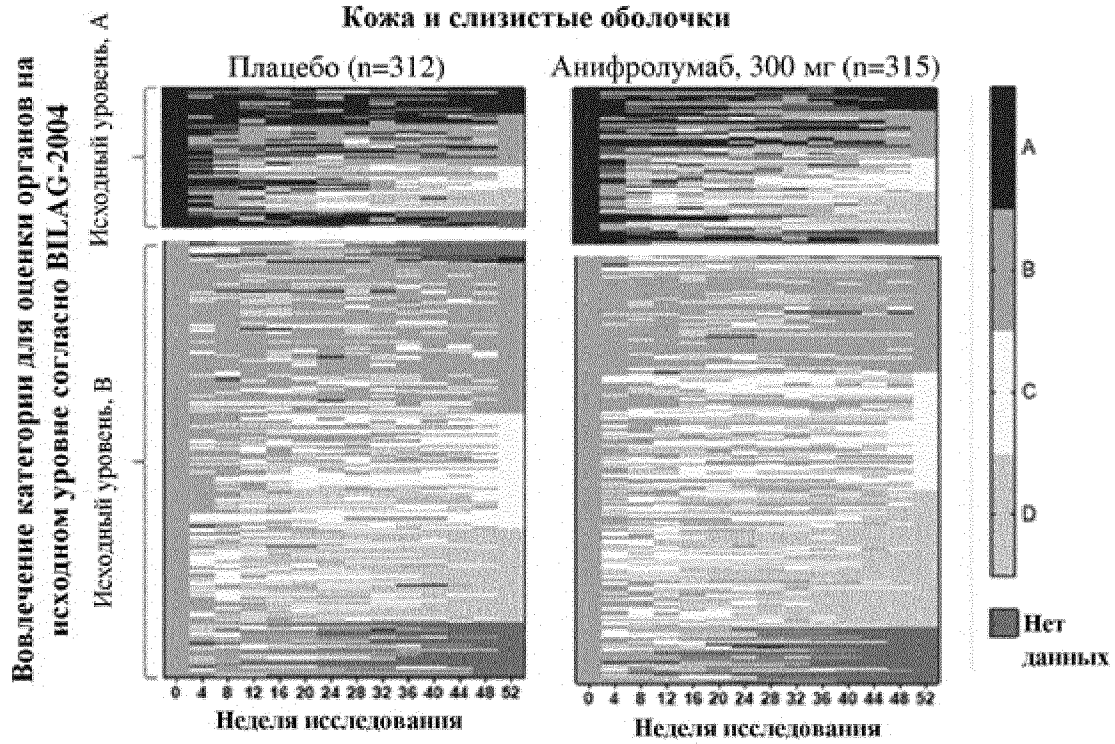 Кожа и слизистые оболочки
Плацебо (n=312)
Анифролумаб, 300 мг (n=315)
Вовлечение категории для оценки органов на
исходном уровне согласно BILAG-2004
Исходный уровень, А
Исходный уровень, В
A
B
C
D
Нет
данных
0 4 8 12 16 20 24 28 32 36 40 44 48 52
Неделя исследования
0 4 8 12 16 20 24 28 32 36 40 44 48 52
Неделя исследования